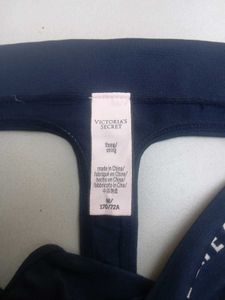 VICTORIA'S
SECRET
thong/
string
made in China/
fabriqué en Chine/
hecho en China/
fabbricato in Cina/
中国制造
M/
170/72A